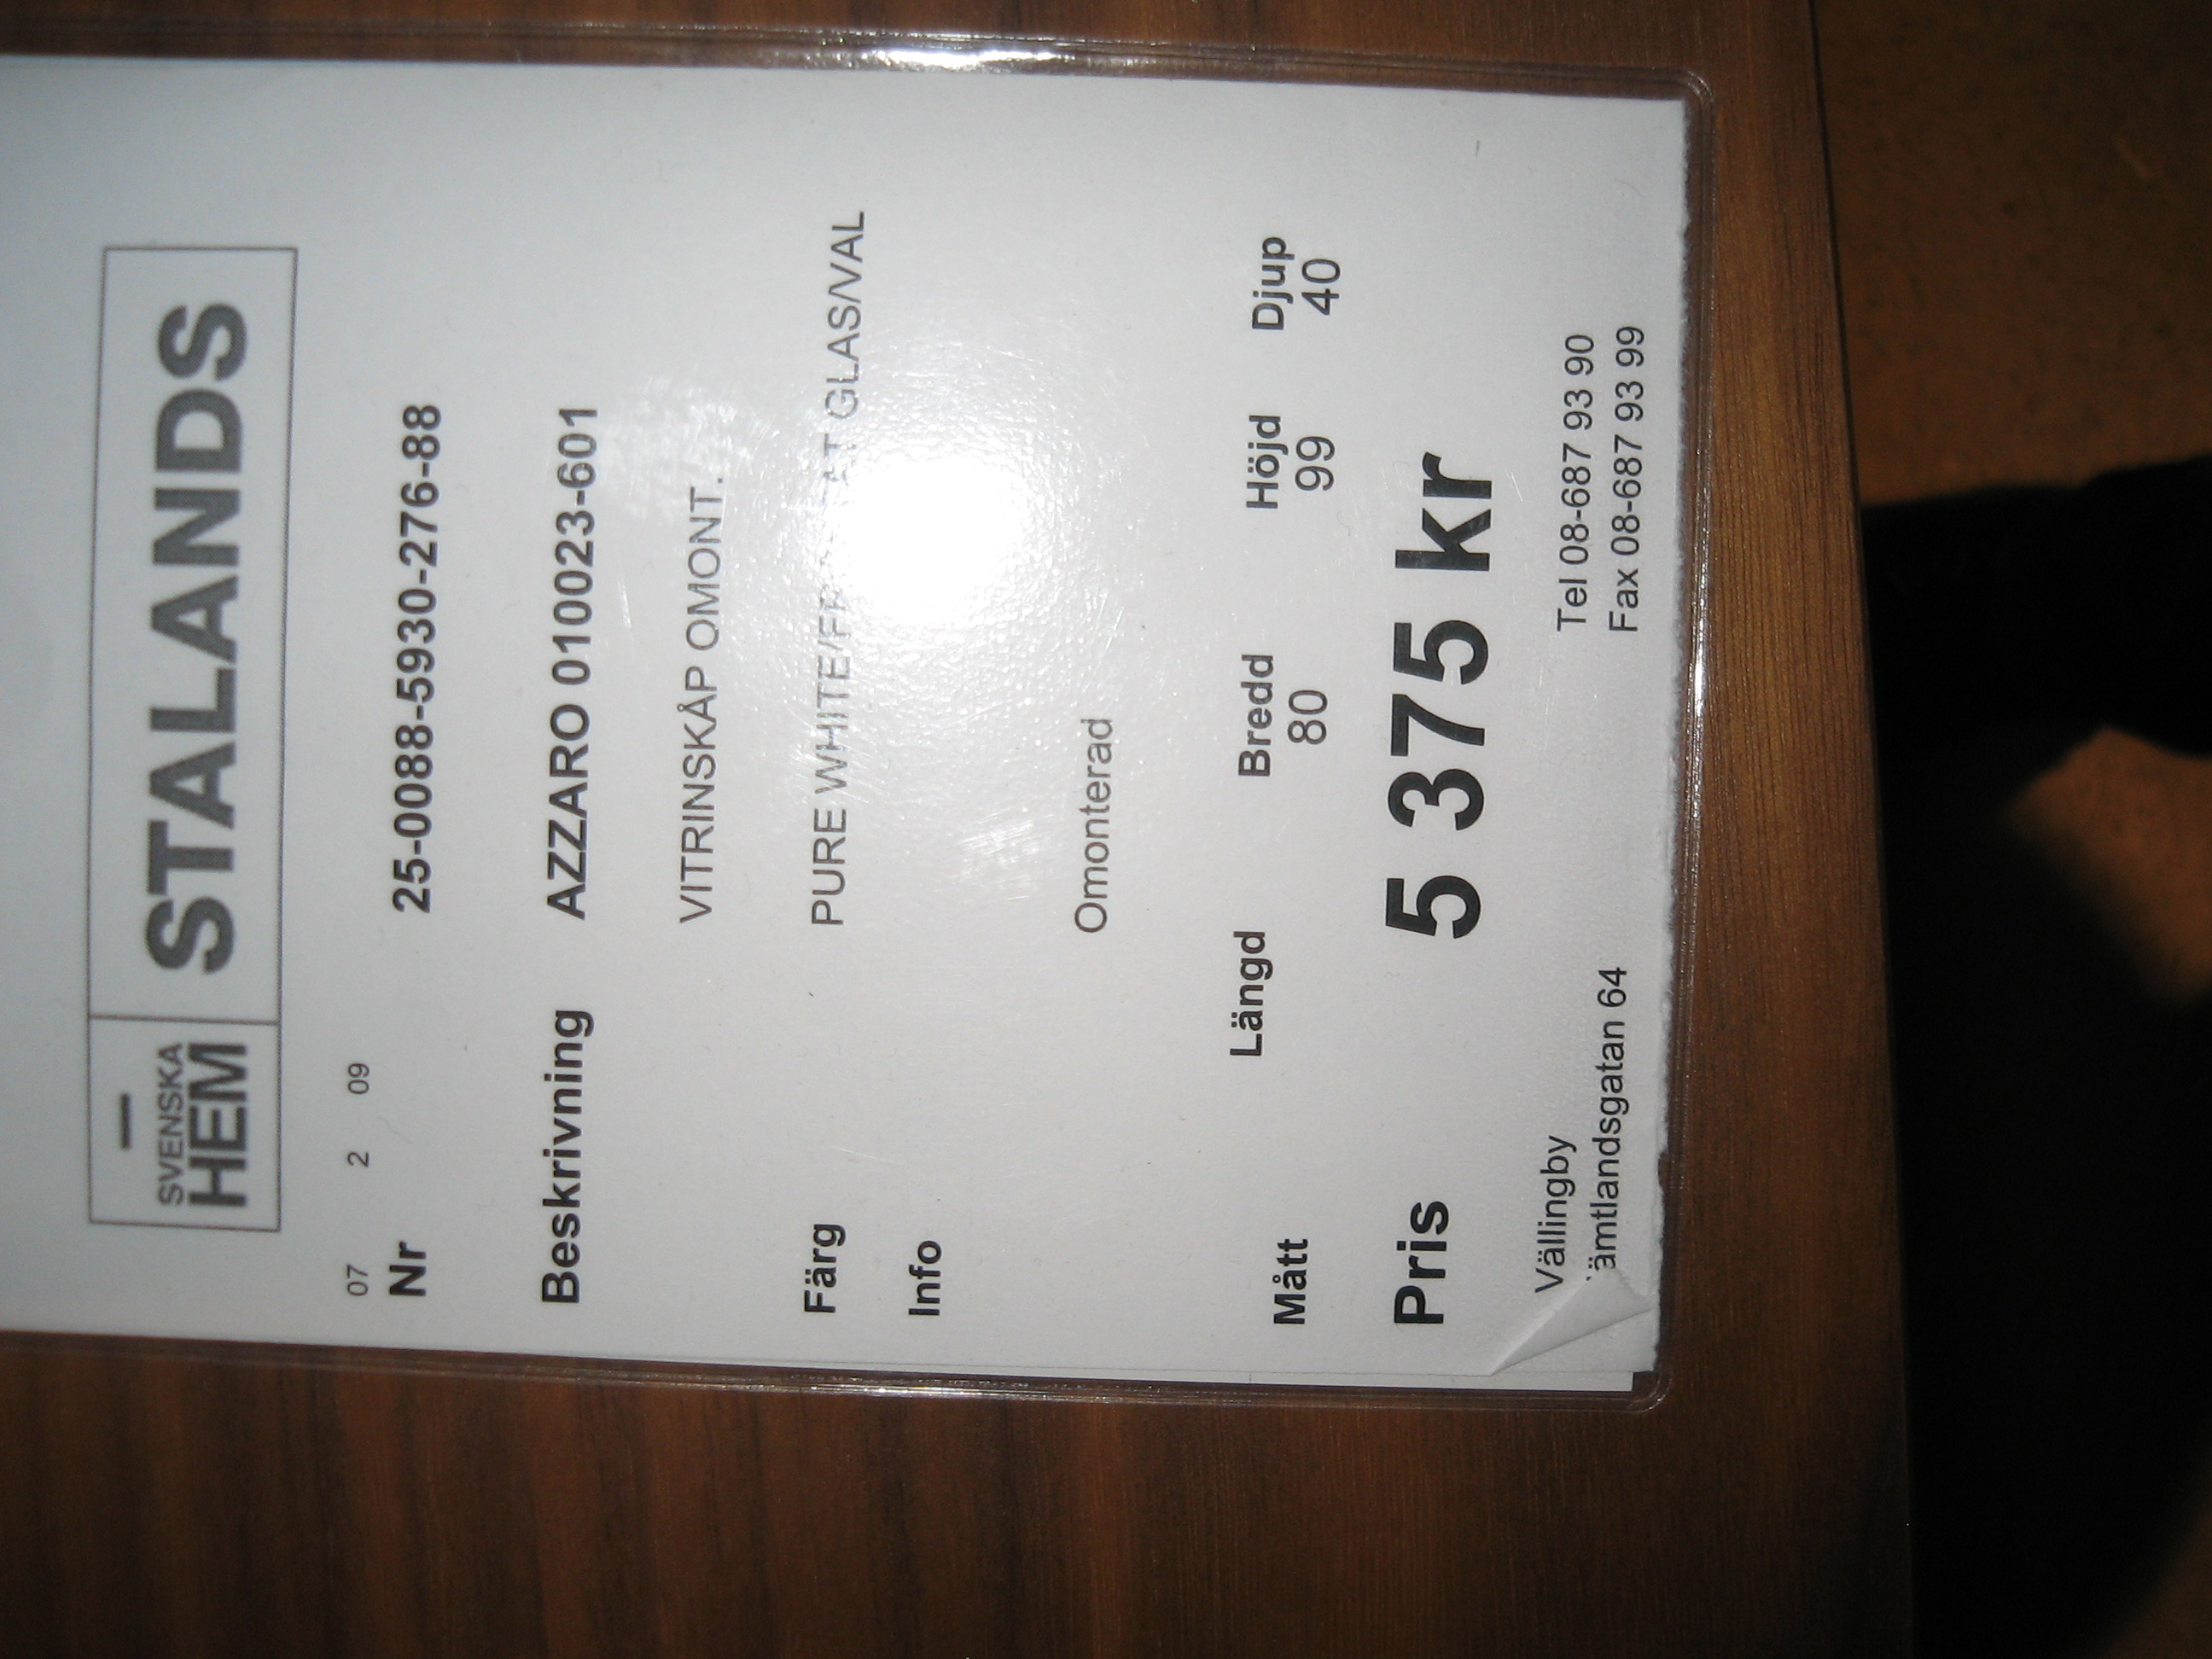 SVENSKA
HEM
STALANDS
07 2 09
Nr 25-0088-5930-276-88
Beskrivning AZZARO 010023-601
VITRINSKÅP OMONT.
Färg PURE WHITE/ GLAS/VAL
Info
Omonterad
Längd Bredd Höjd Djup
Mått 80 99 40
Pris 5 375 kr
Vällingby Tel 08-687 93 90
ämtlandsgatan 64 Fax 08-687 93 99